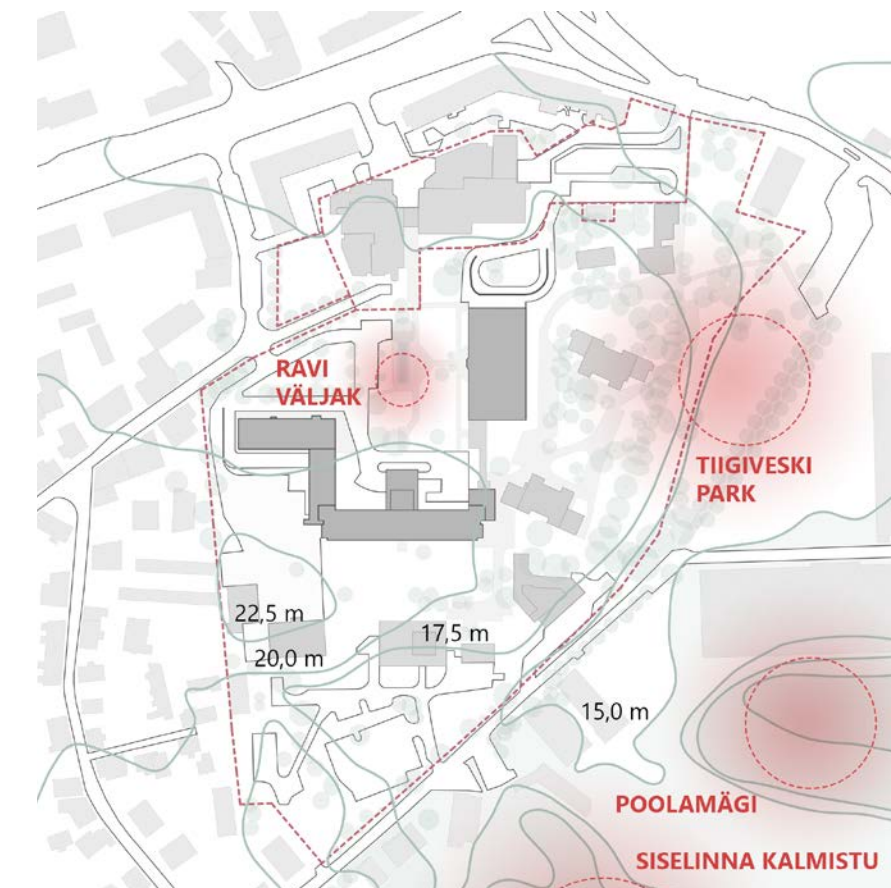 RAVI
VÄLJAK
TIIGIVESKI
PARK
22,5 m
17,5 m
20,0 m
15,0 m
POOLAMÄGI
SISELINNA KALMISTU